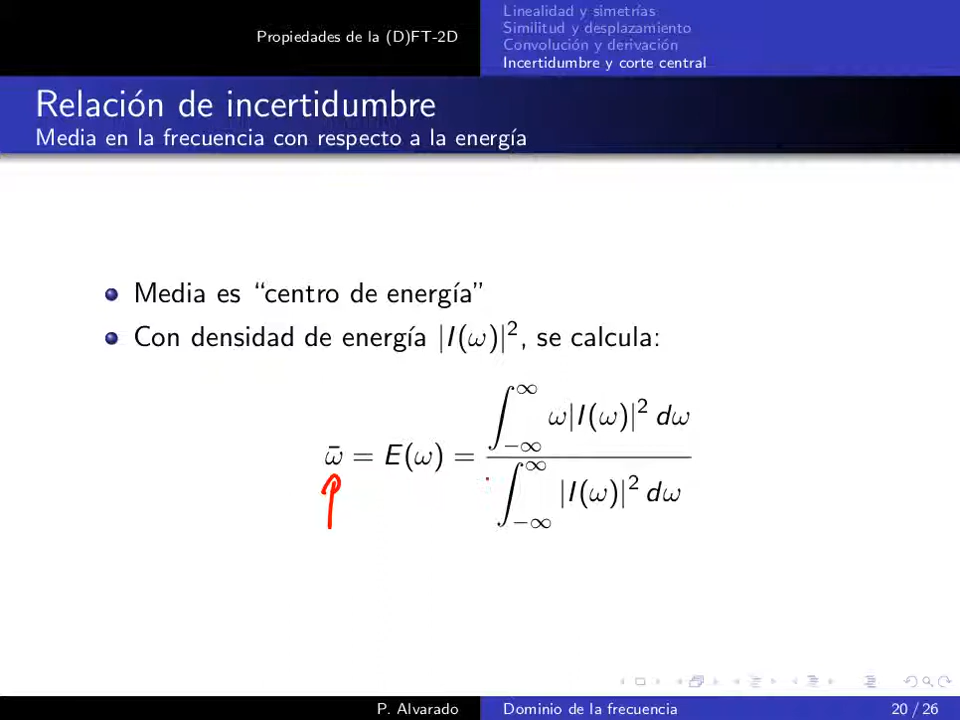 Propiedades de la (D)FT-2D
Linealidad y simetrías
Similitud y desplazamiento
Convolución y derivación
Incertidumbre y corte central
Relación de incertidumbre
Media en la frecuencia con respecto a la energía
Media es “centro de energía”
Con densidad de energía |I(ω)|², se calcula:
ω̄ = E(ω) = ∫_{−∞}^{∞} ω|I(ω)|² dω / ∫_{−∞}^{∞} |I(ω)|² dω
P. Alvarado
Dominio de la frecuencia
20 / 26